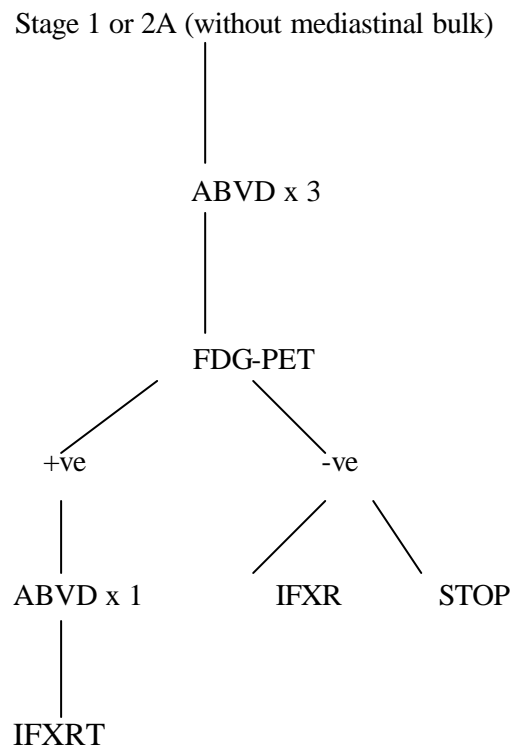 Stage 1 or 2A (without mediastinal bulk)
ABVD x 3
FDG-PET
+ve -ve
ABVD x 1 IFXR STOP
IFXRT